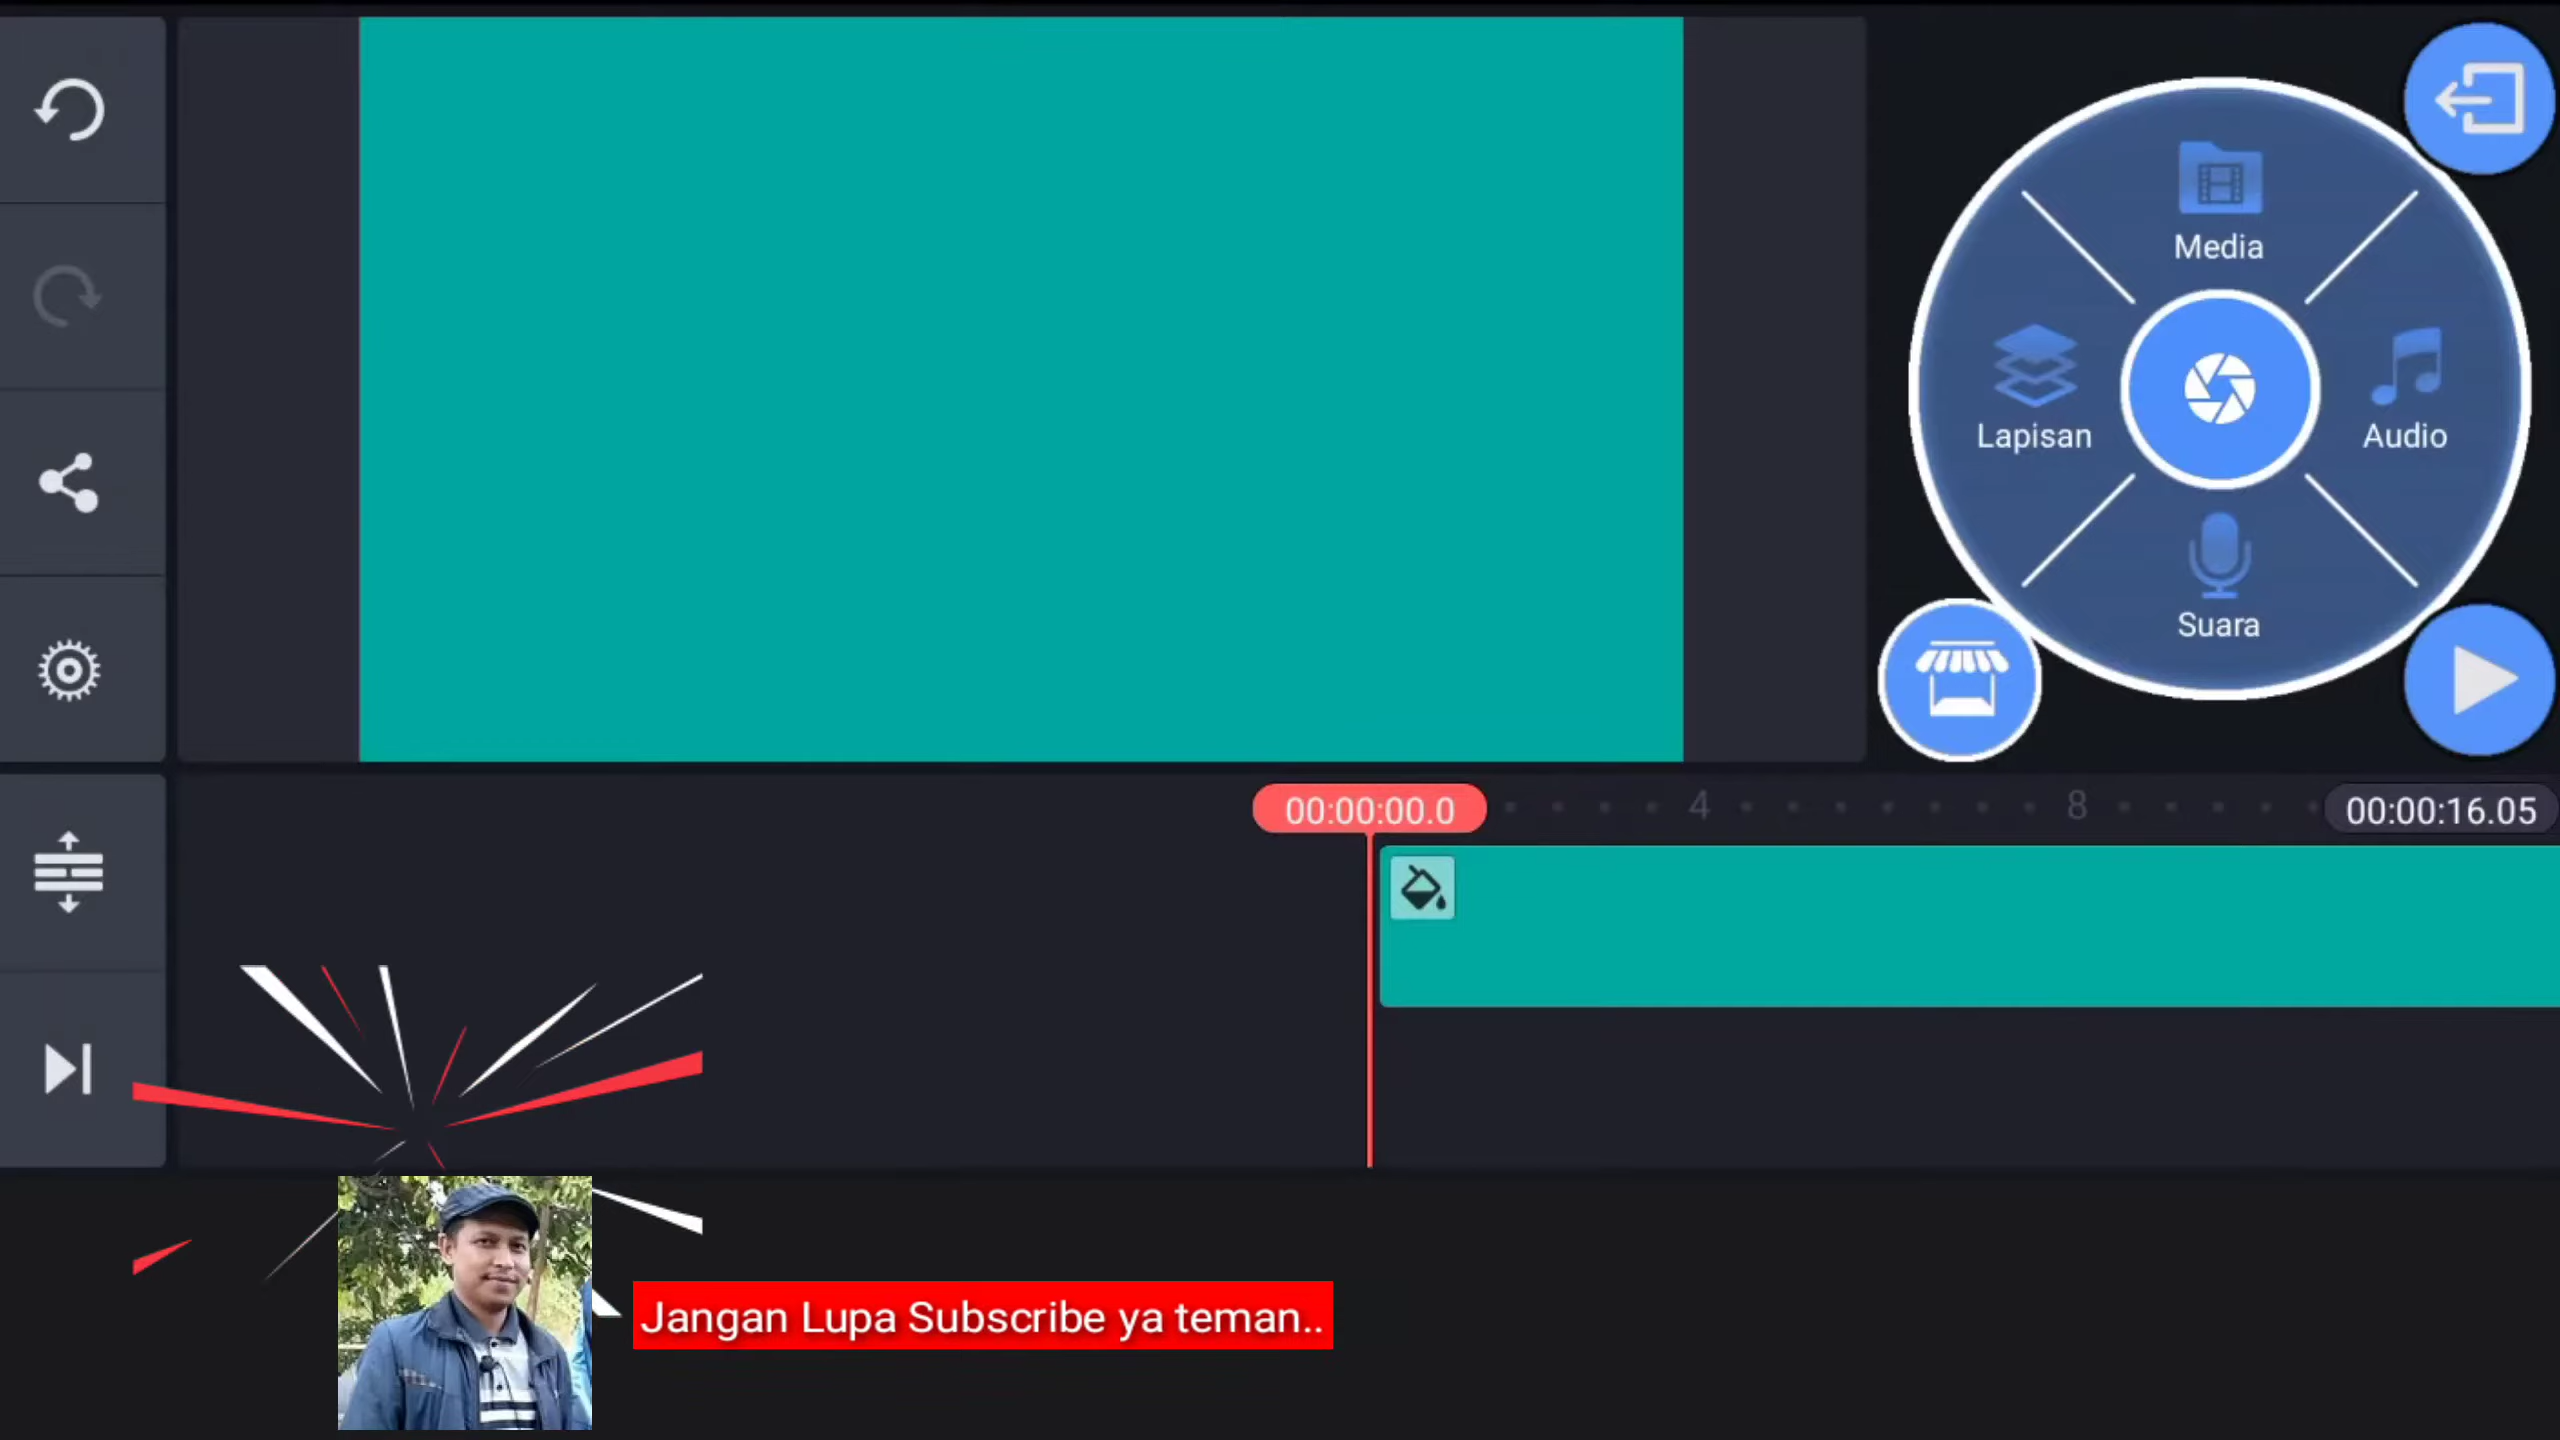 Media
Lapisan
Audio
Suara
00:00:00.0
4
8
00:00:16.05
Jangan Lupa Subscribe ya teman..